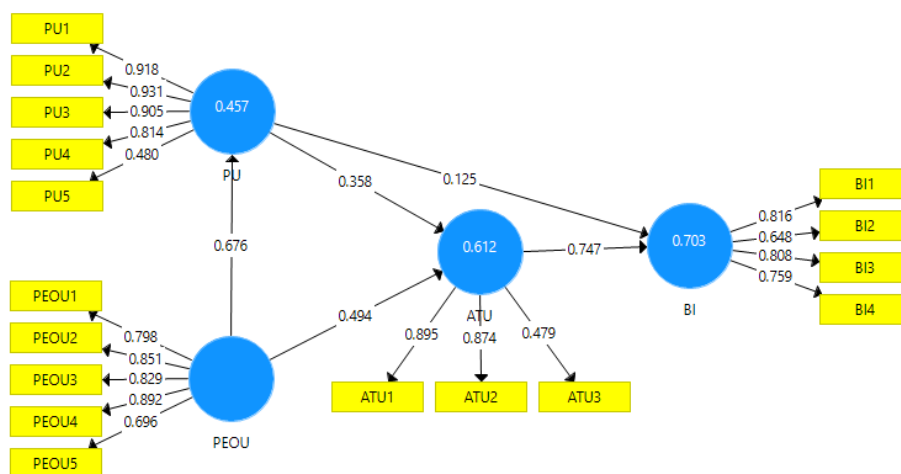 PU1
PU2
PU3
PU4
PU5
0.918
0.931
0.905
0.814
0.480
0.457
PU
0.358
0.125
0.676
0.494
PEOU1
PEOU2
PEOU3
PEOU4
PEOU5
0.798
0.851
0.829
0.892
0.696
PEOU
0.612
ATU
0.747
0.895
0.874
0.479
ATU1
ATU2
ATU3
0.703
BI
0.816
0.648
0.808
0.759
BI1
BI2
BI3
BI4